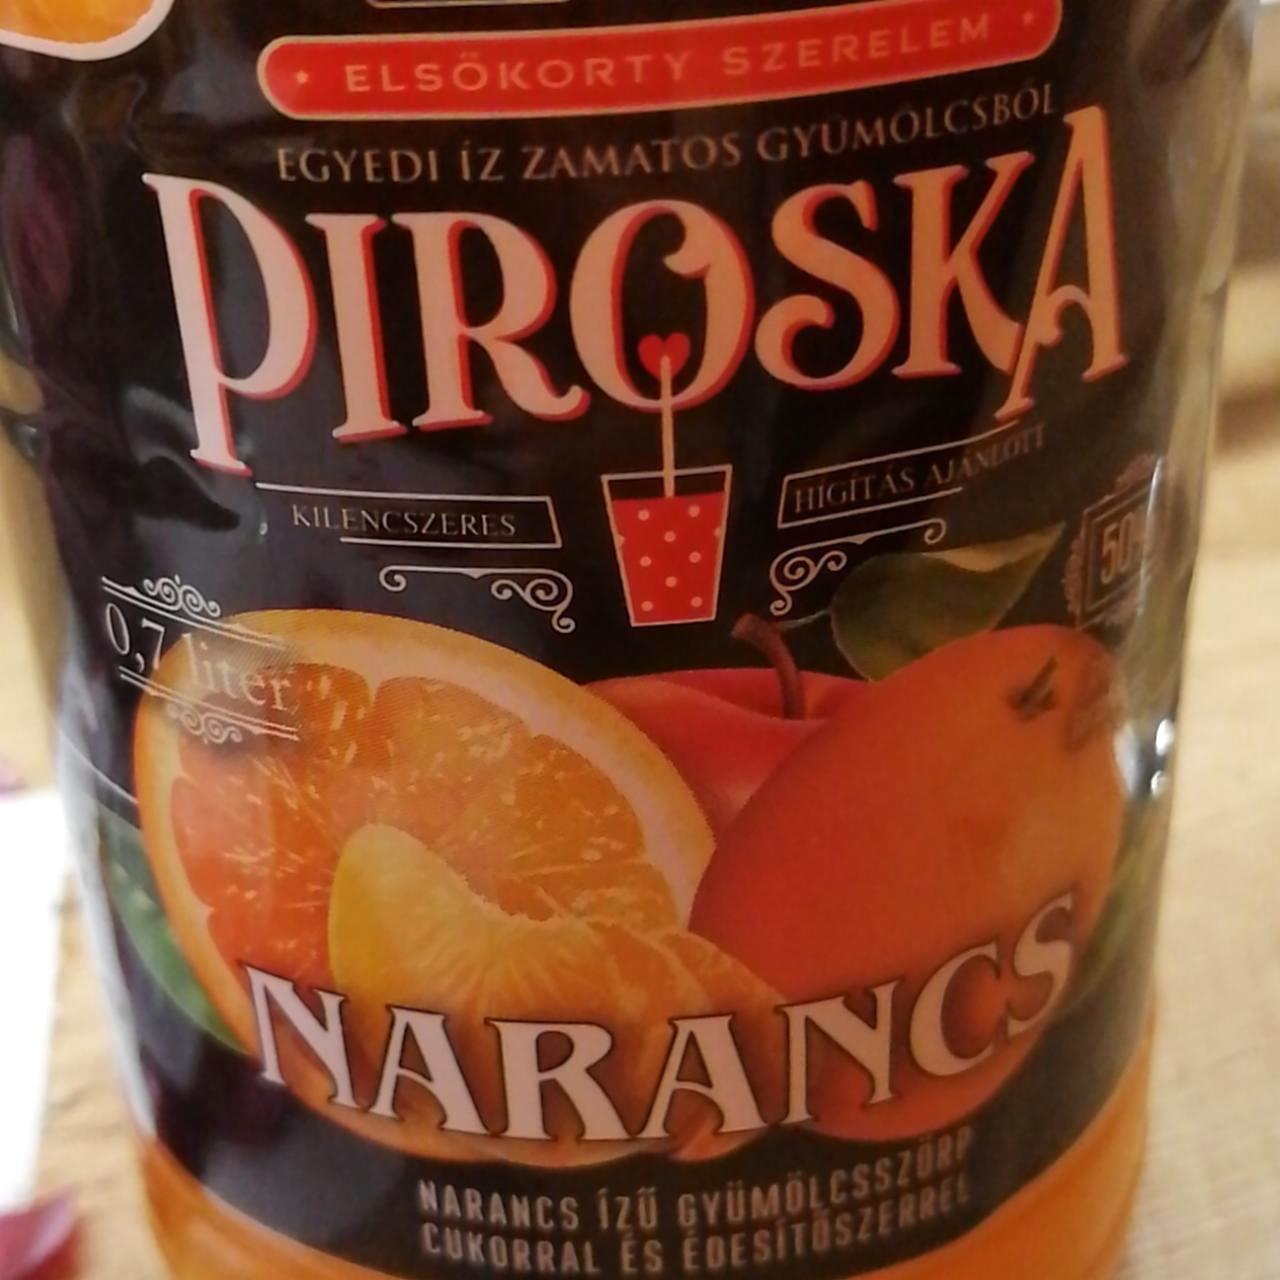 ELSŐKORTY SZERELEM
EGYEDI ÍZ ZAMATOS GYÜMÖLCSBŐL
PIROSKA
KILENCSZERES
HÍGÍTÁS AJÁNLOTT
50%
0,7 liter
NARANCS
NARANCS ÍZŰ GYÜMÖLCSSZÖRP
CUKORRAL ÉS ÉDESÍTŐSZERREL